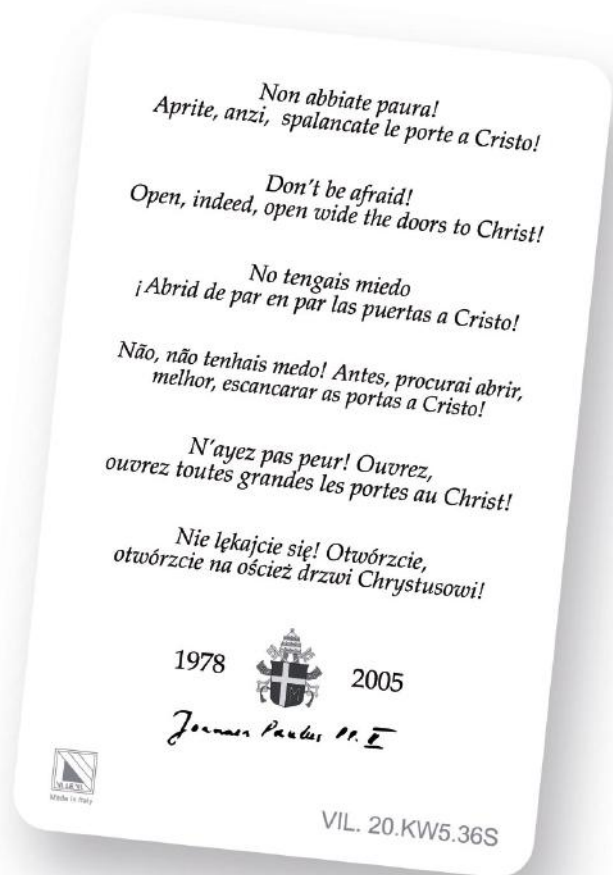 Non abbiate paura!
Aprite, anzi, spalancate le porte a Cristo!
Don't be afraid!
Open, indeed, open wide the doors to Christ!
No tengais miedo
¡Abrid de par en par las puertas a Cristo!
Não, não tenhais medo! Antes, procurai abrir,
melhor, escancarar as portas a Cristo!
N'ayez pas peur! Ouvrez,
ouvrez toutes grandes les portes au Christ!
Nie lękajcie się! Otwórzcie,
otwórzcie na oścież drzwi Chrystusowi!
1978 2005
Joannes Paulus PP. II
Made in Italy
VIL. 20.KW5.36S